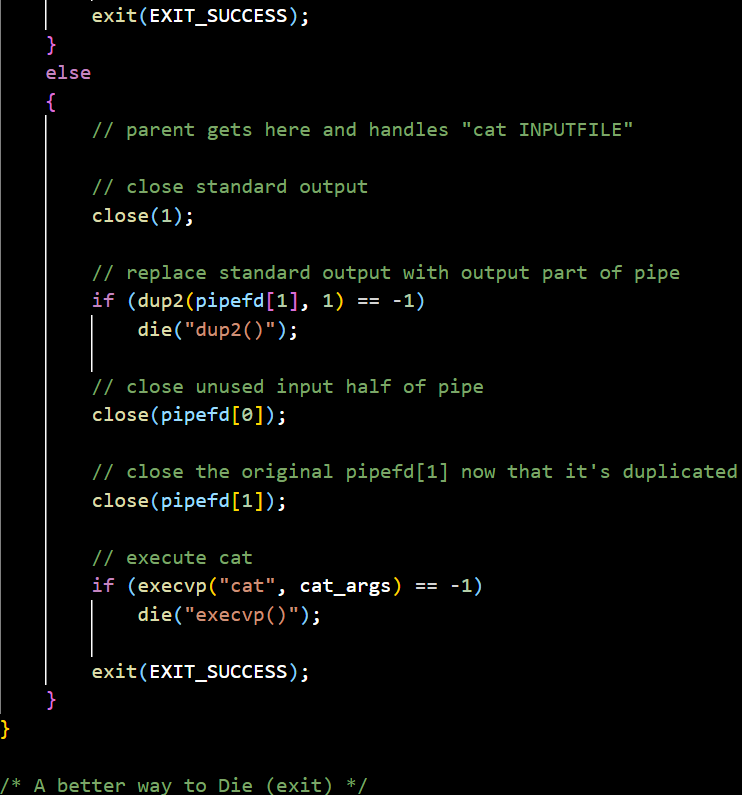 exit(EXIT_SUCCESS);
}
else
{
// parent gets here and handles "cat INPUTFILE"
// close standard output
close(1);
// replace standard output with output part of pipe
if (dup2(pipefd[1], 1) == -1)
die("dup2()");
// close unused input half of pipe
close(pipefd[0]);
// close the original pipefd[1] now that it's duplicated
close(pipefd[1]);
// execute cat
if (execvp("cat", cat_args) == -1)
die("execvp()");
exit(EXIT_SUCCESS);
}
}
/* A better way to Die (exit) */